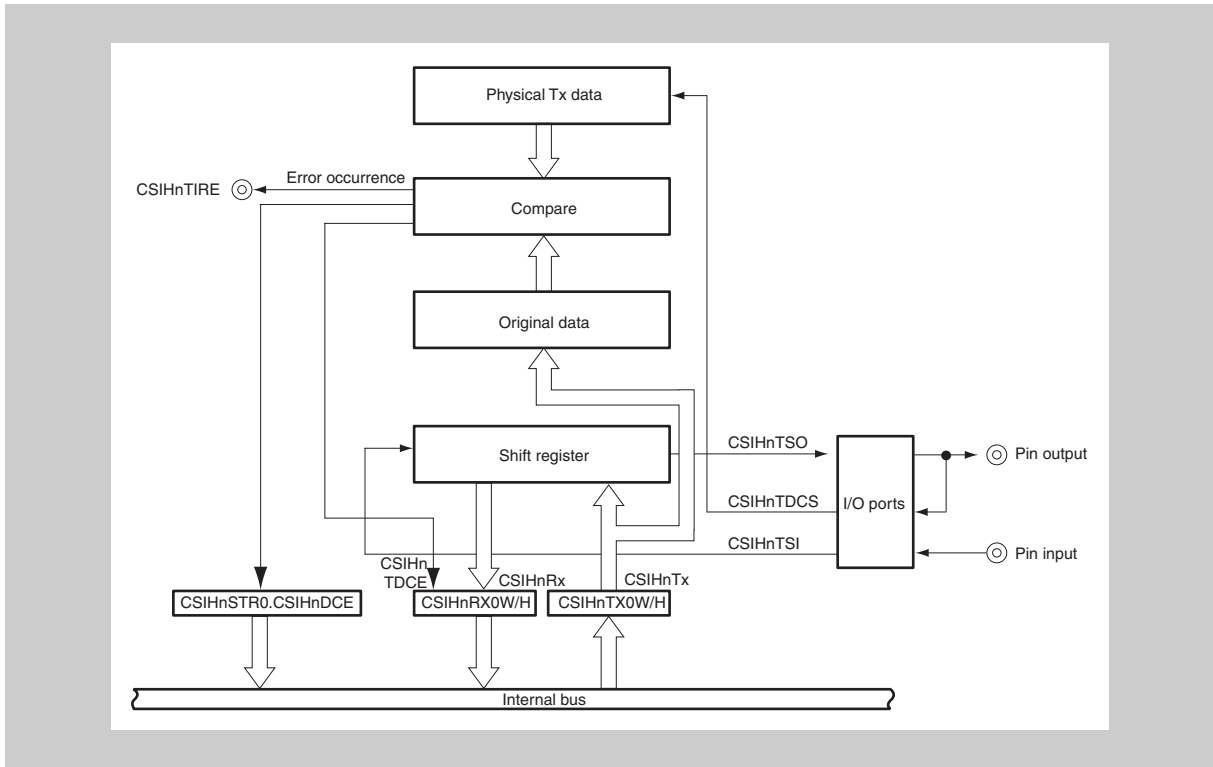 Physical Tx data
Error occurrence
CSIHnTIRE
Compare
Original data
Shift register
CSIHnTSO
Pin output
CSIHnTDCS
I/O ports
CSIHnTSI
Pin input
CSIHn
TDCE
CSIHnRx
CSIHnTx
CSIHnSTR0.CSIHnDCE
CSIHnRX0W/H
CSIHnTX0W/H
Internal bus